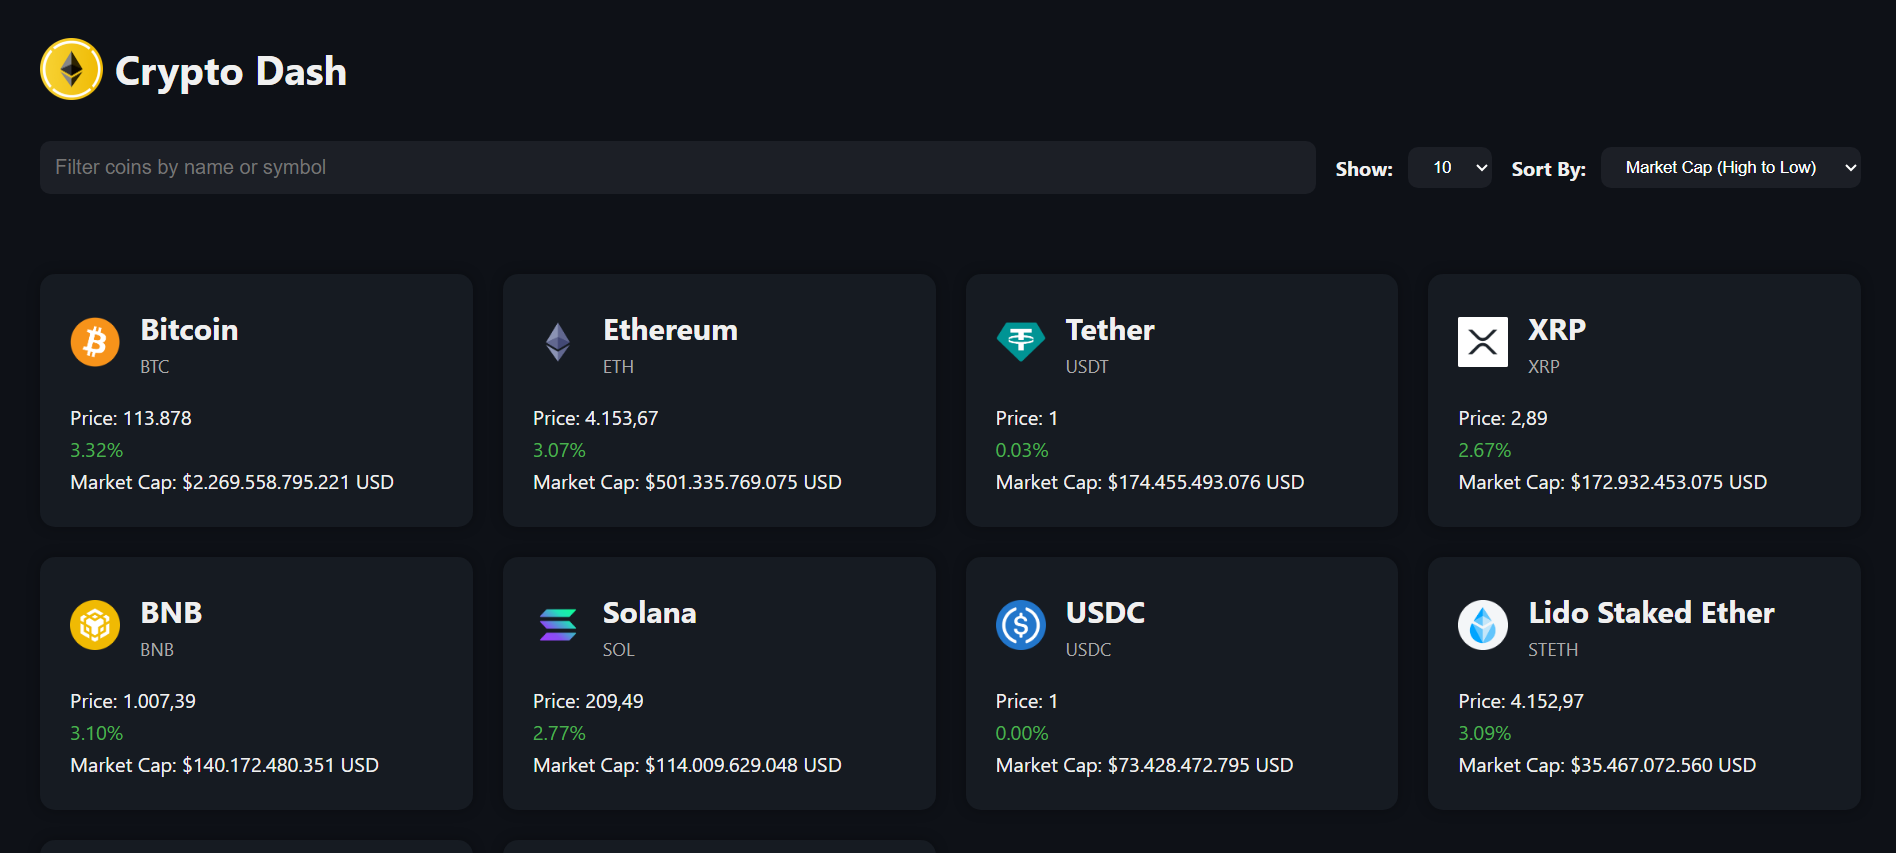 Crypto Dash
Filter coins by name or symbol
Show: 10 Sort By: Market Cap (High to Low)
Bitcoin
BTC
Price: 113.878
3.32%
Market Cap: $2.269.558.795.221 USD
Ethereum
ETH
Price: 4.153,67
3.07%
Market Cap: $501.335.769.075 USD
Tether
USDT
Price: 1
0.03%
Market Cap: $174.455.493.076 USD
XRP
XRP
Price: 2,89
2.67%
Market Cap: $172.932.453.075 USD
BNB
BNB
Price: 1.007,39
3.10%
Market Cap: $140.172.480.351 USD
Solana
SOL
Price: 209,49
2.77%
Market Cap: $114.009.629.048 USD
USDC
USDC
Price: 1
0.00%
Market Cap: $73.428.472.795 USD
Lido Staked Ether
STETH
Price: 4.152,97
3.09%
Market Cap: $35.467.072.560 USD